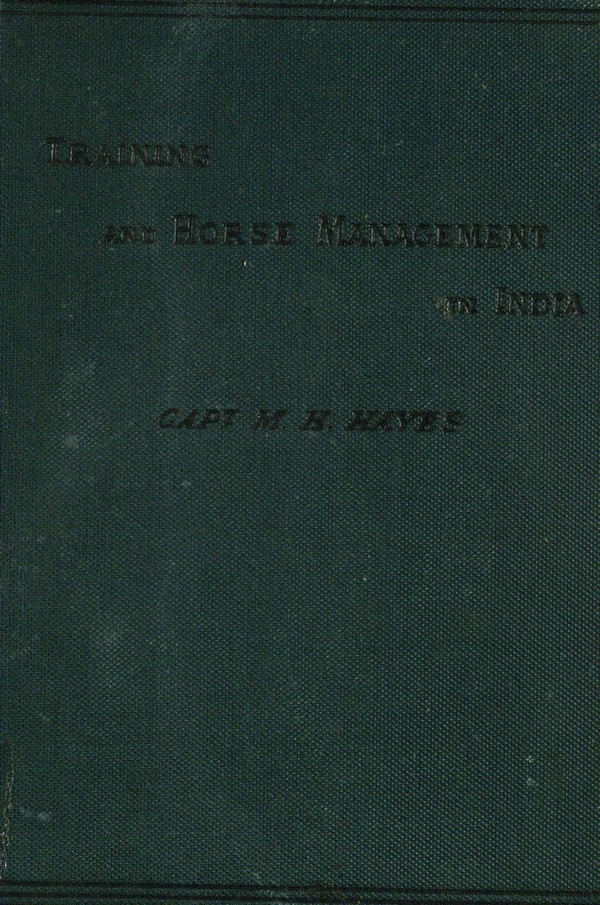 TRAINING
AND HORSE MANAGEMENT
IN INDIA
CAPT M. H. HAYES